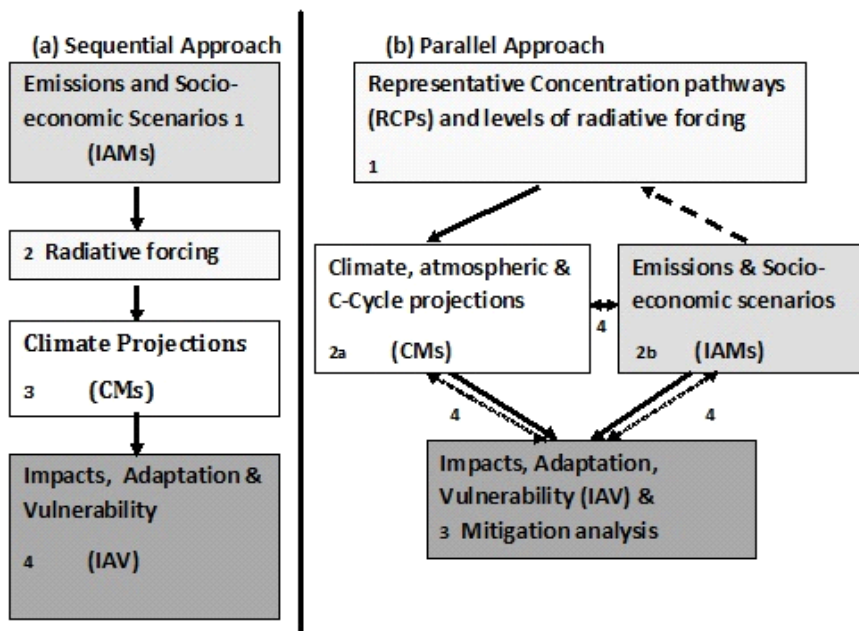 (a) Sequential Approach
Emissions and Socio-
economic Scenarios 1
(IAMs)
2 Radiative forcing
Climate Projections
3 (CMs)
Impacts, Adaptation &
Vulnerability
4 (IAV)
(b) Parallel Approach
Representative Concentration pathways
(RCPs) and levels of radiative forcing
1
Climate, atmospheric &
C-Cycle projections
2a (CMs)
4
Emissions & Socio-
economic scenarios
2b (IAMs)
4
4
Impacts, Adaptation,
Vulnerability (IAV) &
3 Mitigation analysis